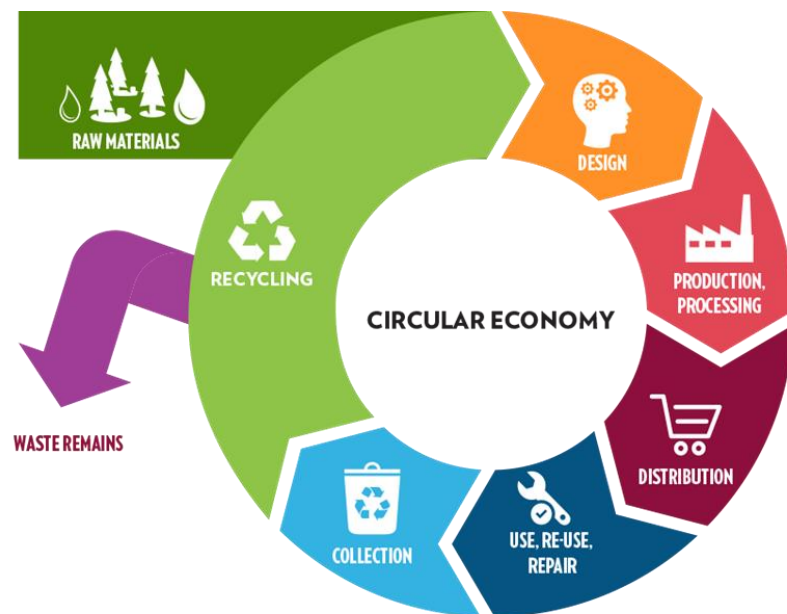 RAW MATERIALS
DESIGN
PRODUCTION,
PROCESSING
RECYCLING
CIRCULAR ECONOMY
WASTE REMAINS
DISTRIBUTION
USE, RE-USE,
REPAIR
COLLECTION